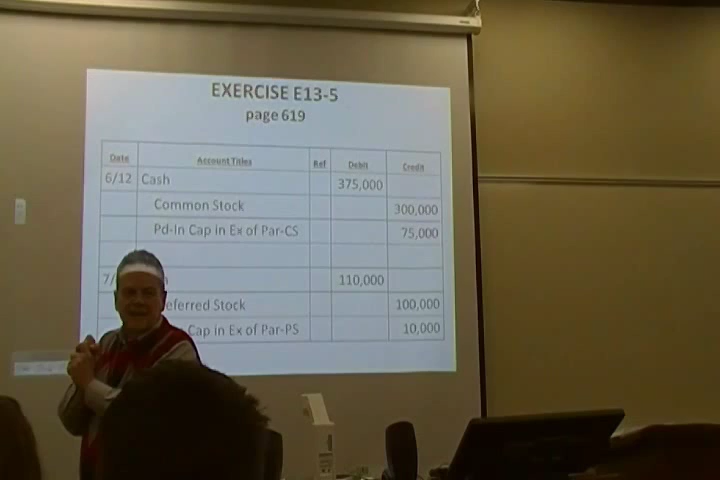 EXERCISE E13-5
page 619
Date Account Titles Ref Debit Credit
6/12 Cash 375,000
Common Stock 300,000
Pd-In Cap in Ex of Par-CS 75,000
7/ 110,000
eferred Stock 100,000
Cap in Ex of Par-PS 10,000